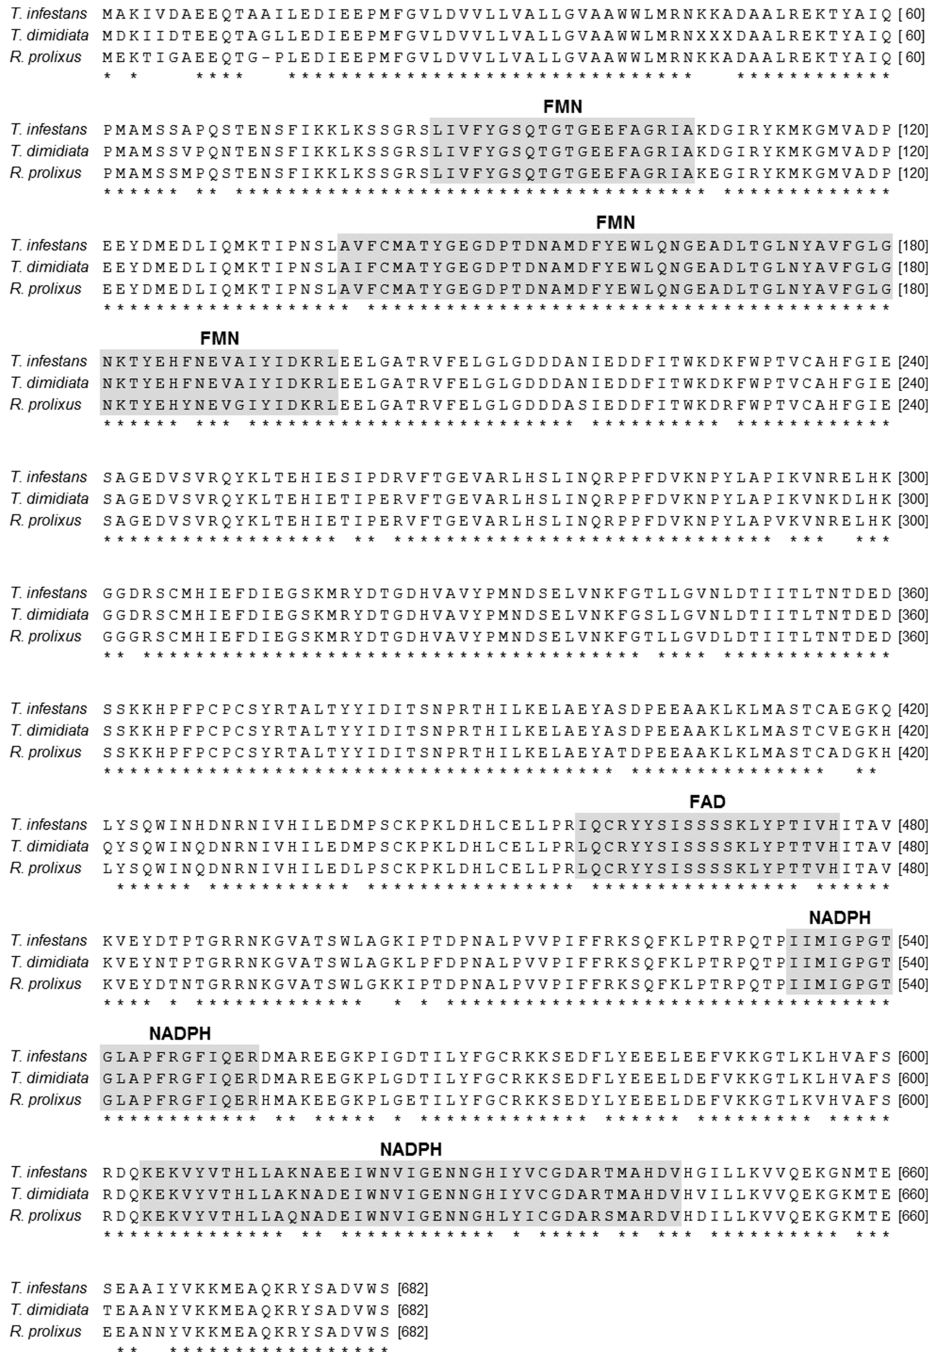 T. infestans MAKIVDAEEQTAAILEDIEEPMFGVLDVVLLVALLGVAAWWLMRNKKADAALREKTYAIQ [60]
T. dimidiata MDKIIDTEEQTAGLLEDIEEPMFGVLDVVLLVALLGVAAWWLMRNXXXDAALREKTYAIQ [60]
R. prolixus MEKTIGAEEQTG-PLEDIEEPMFGVLDVVLLVALLGVAAWWLMRNKKADAALREKTYAIQ [60]
* * * * * * * * * * * * * * * * * * * * * * * * * * * * * * * * * * * * * * * * *
FMN
T. infestans PMAMSSAPQSTENSFIKKLKSSGRSLIVFYGSQTGTGEEFAGRIAKDGIRYKMKGMVADP [120]
T. dimidiata PMAMSSVPQNTENSFIKKLKSSGRSLIVFYGSQTGTGEEFAGRIAKDGIRYKMKGMVADP [120]
R. prolixus PMAMSSMPQSTENSFIKKLKSSGRSLIVFYGSQTGTGEEFAGRIAKEGIRYKMKGMVADP [120]
* * * * * * * * * * * * * * * * * * * * * * * * * * * * * * * * * * * * * * * * * * * * * * * * * * * * * * * * *
FMN
T. infestans EEYDMEDLIQMKTIPNSLAVFCMATYGEGDPTDNAMDFYEWLQNGEADLTGLNYAVFGLG [180]
T. dimidiata EEYDMEDLIQMKTIPNSLAIFCMATYGEGDPTDNAMDFYEWLQNGEADLTGLNYAVFGLG [180]
R. prolixus EEYDMEDLIQMKTIPNSLAVFCMATYGEGDPTDNAMDFYEWLQNGEADLTGLNYAVFGLG [180]
* * * * * * * * * * * * * * * * * * * * * * * * * * * * * * * * * * * * * * * * * * * * * * * * * * * * * * * * * * *
FMN
T. infestans NKTYEHFNEVAIYIDKRLEELGATRVFELGLGDDDANIEDDFITWKDKFWPTVCAHFGIE [240]
T. dimidiata NKTYEHFNEVAIYIDKRLEELGATRVFELGLGDDDANIEDDFITWKDKFWPTVCAHFGIE [240]
R. prolixus NKTYEHYNEVGIYIDKRLEELGATRVFELGLGDDDASIEDDFITWKDRFWPTVCAHFGIE [240]
* * * * * * * * * * * * * * * * * * * * * * * * * * * * * * * * * * * * * * * * * * * * * * * * * * * * * * * *
T. infestans SAGEDVSVRQYKLTEHIESIPDRVFTGEVARLHSLINQRPPFDVKNPYLAPIKVNRELHK [300]
T. dimidiata SAGEDVSVRQYKLTEHIETIPERVFTGEVARLHSLINQRPPFDVKNPYLAPIKVNKDLHK [300]
R. prolixus SAGEDVSVRQYKLTEHIETIPERVFTGEVARLHSLINQRPPFDVKNPYLAPVKVNRELHK [300]
* * * * * * * * * * * * * * * * * * * * * * * * * * * * * * * * * * * * * * * * * * * * * * * * * * * * * * *
T. infestans GGDRSCMHIEFDIEGSKMRYDTGDHVAVYPMNDSELVNKFGTLLGVNLDTIITLTNTDED [360]
T. dimidiata GGDRSCMHIEFDIEGSKMRYDTGDHVAVYPMNDSELVNKFGSLLGVNLDTIITLTNTDED [360]
R. prolixus GGGRSCMHIEFDIEGSKMRYDTGDHVAVYPMNDSELVNKFGTLLGVDLDTIITLTNTDED [360]
* * * * * * * * * * * * * * * * * * * * * * * * * * * * * * * * * * * * * * * * * * * * * * * * * * * * * * * * *
T. infestans SSKKHPFPCPCSYRTALTYYIDITSNPRTHILKELAEYASDPEEAAKLKLMASTCAEGKQ [420]
T. dimidiata SSKKHPFPCPCSYRTALTYYIDITSNPRTHILKELAEYASDPEEAAKLKLMASTCVEGKH [420]
R. prolixus SSKKHPFPCPCSYRTALTYYIDITSNPRTHILKELAEYATDPEEAAKLKLMASTCADGKH [420]
* * * * * * * * * * * * * * * * * * * * * * * * * * * * * * * * * * * * * * * * * * * * * * * * * * * * * * * *
FAD
T. infestans LYSQWINHDNRNIVHILEDMPSCKPKLDHLCELLPRIQCRYYSISSSSKLYPTIVHITAV [480]
T. dimidiata QYSQWINQDNRNIVHILEDMPSCKPKLDHLCELLPRLQCRYYSISSSSKLYPTTVHITAV [480]
R. prolixus LYSQWINQDNRNIVHILEDLPSCKPKLDHLCELLPRLQCRYYSISSSSKLYPTTVHITAV [480]
* * * * * * * * * * * * * * * * * * * * * * * * * * * * * * * * * * * * * * * * * * * * * * * * * * * * * * *
NADPH
T. infestans KVEYDTPTGRRNKGVATSWLAGKIPTDPNALPVVPIFFRKSQFKLPTRPQTPIIMIGPGT [540]
T. dimidiata KVEYNTPTGRRNKGVATSWLAGKLPFDPNALPVVPIFFRKSQFKLPTRPQTPIIMIGPGT [540]
R. prolixus KVEYDTNTGRRNKGVATSWLGKKIPTDPNALPVVPIFFRKSQFKLPTRPQTPIIMIGPGT [540]
* * * * * * * * * * * * * * * * * * * * * * * * * * * * * * * * * * * * * * * * * * * * * * * * * * * * * *
NADPH
T. infestans GLAPFRGFIQERDMAREEGKPIGDTILYFGCRKKSEDFLYEEELEEFVKKGTLKLHVAFS [600]
T. dimidiata GLAPFRGFIQERDMAREEGKPLGDTILYFGCRKKSEDFLYEEELDEFVKKGTLKLHVAFS [600]
R. prolixus GLAPFRGFIQERHMAKEEGKPLGETILYFGCRKKSEDYLYEEELDEFVKKGTLKVHVAFS [600]
* * * * * * * * * * * * * * * * * * * * * * * * * * * * * * * * * * * * * * * * * * * * * * * * * * * * *
NADPH
T. infestans RDQKEKVYVTHLLAKNAEEIWNVIGENNGHIYVCGDARTMAHDVHGILLKVVQEKGNMTE [660]
T. dimidiata RDQKEKVYVTHLLAKNADEIWNVIGENNGHIYVCGDARTMAHDVHVILLKVVQEKGKMTE [660]
R. prolixus RDQKEKVYVTHLLAQNADEIWNVIGENNGHLYICGDARSMARDVHDILLKVVQEKGKMTE [660]
* * * * * * * * * * * * * * * * * * * * * * * * * * * * * * * * * * * * * * * * * * * * * * * * * * * *
T. infestans SEAAIYVKKMEAQKRYSADVWS [682]
T. dimidiata TEAANYVKKMEAQKRYSADVWS [682]
R. prolixus EEANNYVKKMEAQKRYSADVWS [682]
* * * * * * * * * * * * * * * * * * *